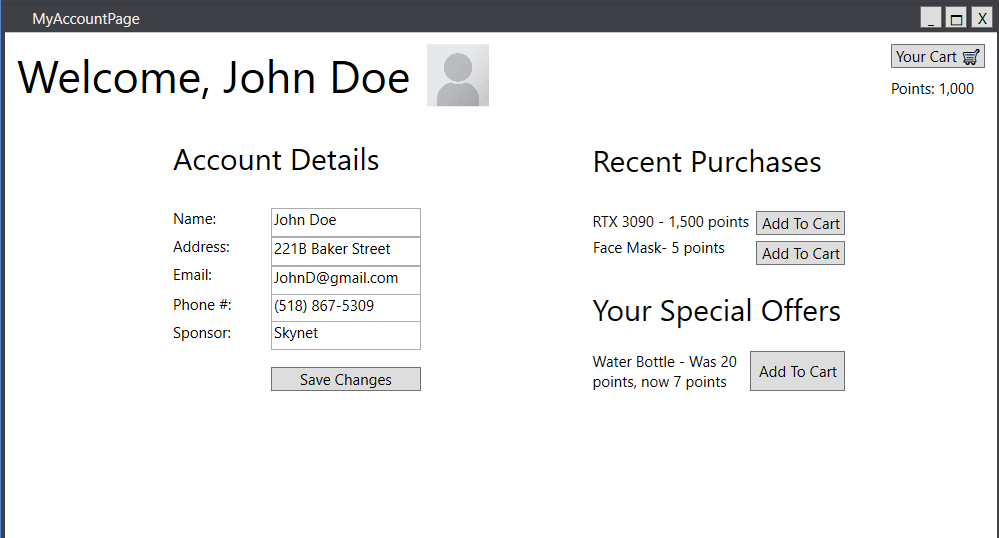 MyAccountPage
_ X
Welcome, John Doe
Your Cart
Points: 1,000
Account Details
Name: John Doe
Address: 221B Baker Street
Email: JohnD@gmail.com
Phone #: (518) 867-5309
Sponsor: Skynet
Save Changes
Recent Purchases
RTX 3090 - 1,500 points Add To Cart
Face Mask- 5 points Add To Cart
Your Special Offers
Water Bottle - Was 20
points, now 7 points
Add To Cart